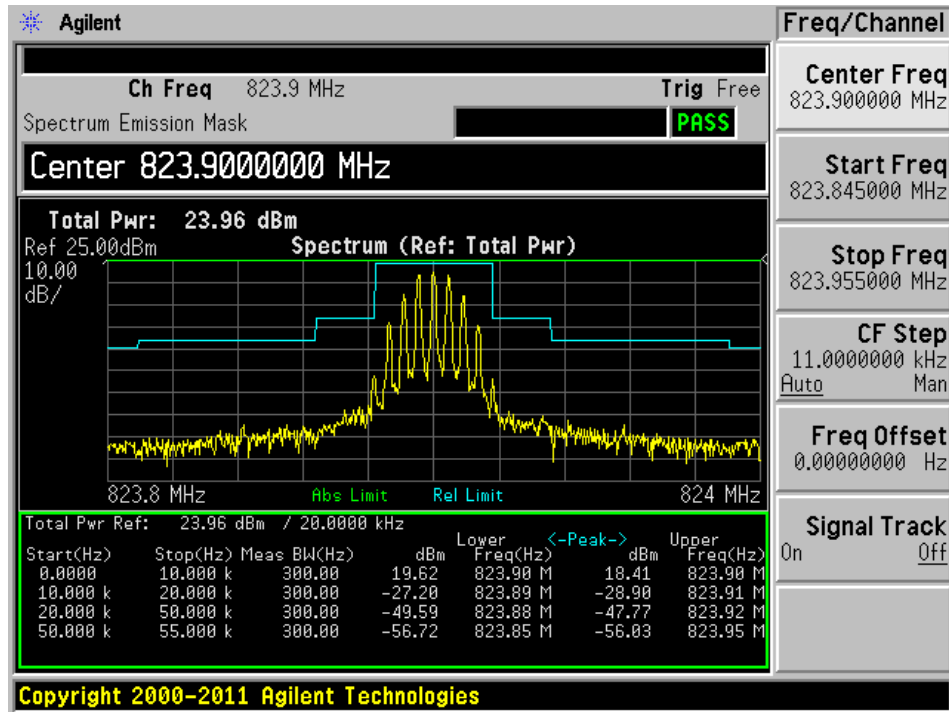 Agilent
Freq/Channel
Ch Freq 823.9 MHz Trig Free
Spectrum Emission Mask PASS
Center 823.9000000 MHz
Total Pwr: 23.96 dBm
Ref 25.00dBm Spectrum (Ref: Total Pwr)
10.00
dB/
823.8 MHz Abs Limit Rel Limit 824 MHz
Total Pwr Ref: 23.96 dBm / 20.0000 kHz
Lower <-Peak-> Upper
Start(Hz) Stop(Hz) Meas BW(Hz) dBm Freq(Hz) dBm Freq(Hz)
0.0000 10.000 k 300.00 19.62 823.90 M 18.41 823.90 M
10.000 k 20.000 k 300.00 -27.20 823.89 M -28.90 823.91 M
20.000 k 50.000 k 300.00 -49.59 823.88 M -47.77 823.92 M
50.000 k 55.000 k 300.00 -56.72 823.85 M -56.03 823.95 M
Center Freq
823.900000 MHz
Start Freq
823.845000 MHz
Stop Freq
823.955000 MHz
CF Step
11.0000000 kHz
Auto Man
Freq Offset
0.00000000 Hz
Signal Track
On Off
Copyright 2000-2011 Agilent Technologies